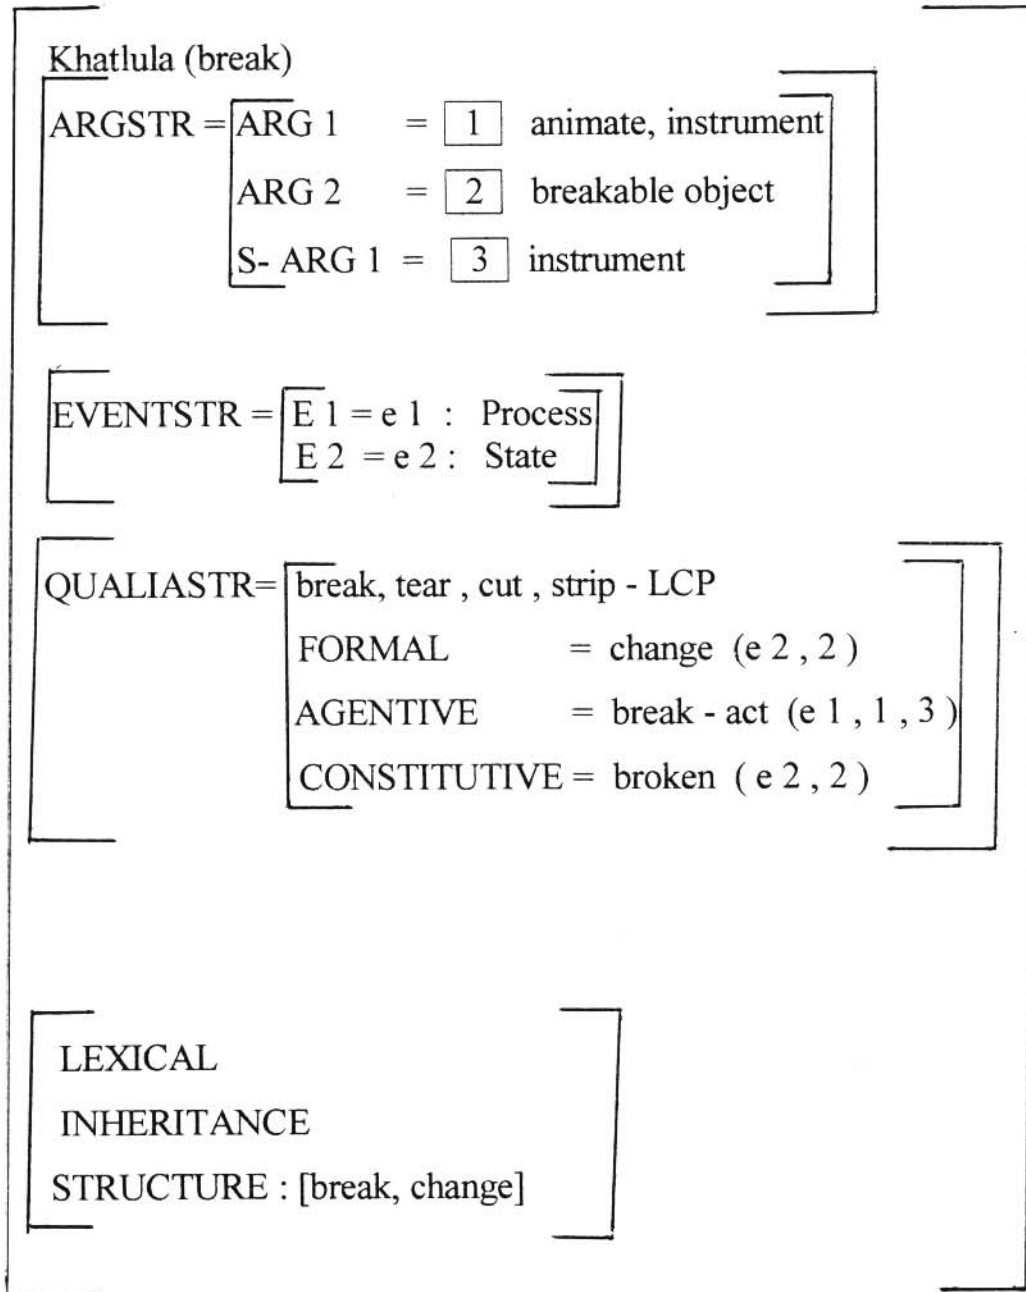 Khatlula (break)
ARGSTR = ARG 1 = 1 animate, instrument
ARG 2 = 2 breakable object
S- ARG 1 = 3 instrument
EVENTSTR = E 1 = e 1 : Process
E 2 = e 2 : State
QUALIASTR= break, tear , cut , strip - LCP
FORMAL = change (e 2 , 2 )
AGENTIVE = break - act (e 1 , 1 , 3 )
CONSTITUTIVE = broken ( e 2 , 2 )
LEXICAL
INHERITANCE
STRUCTURE : [break, change]